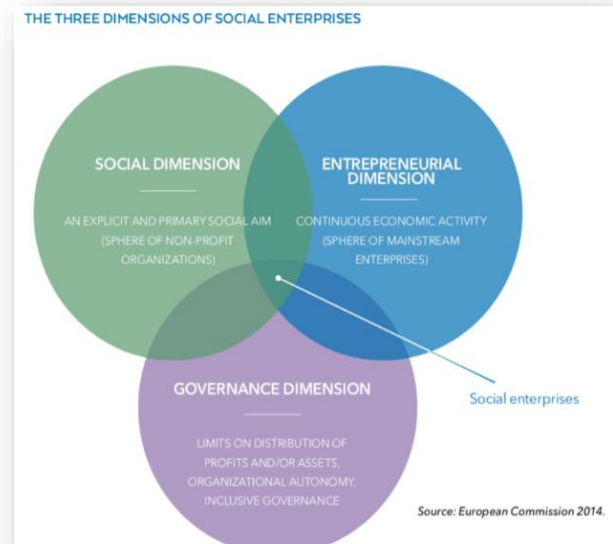 THE THREE DIMENSIONS OF SOCIAL ENTERPRISES
SOCIAL DIMENSION
AN EXPLICIT AND PRIMARY SOCIAL AIM
(SPHERE OF NON-PROFIT
ORGANIZATIONS)
ENTREPRENEURIAL
DIMENSION
CONTINUOUS ECONOMIC ACTIVITY
(SPHERE OF MAINSTREAM
ENTERPRISES)
GOVERNANCE DIMENSION
LIMITS ON DISTRIBUTION OF
PROFITS AND/OR ASSETS,
ORGANIZATIONAL AUTONOMY,
INCLUSIVE GOVERNANCE
Social enterprises
Source: European Commission 2014.